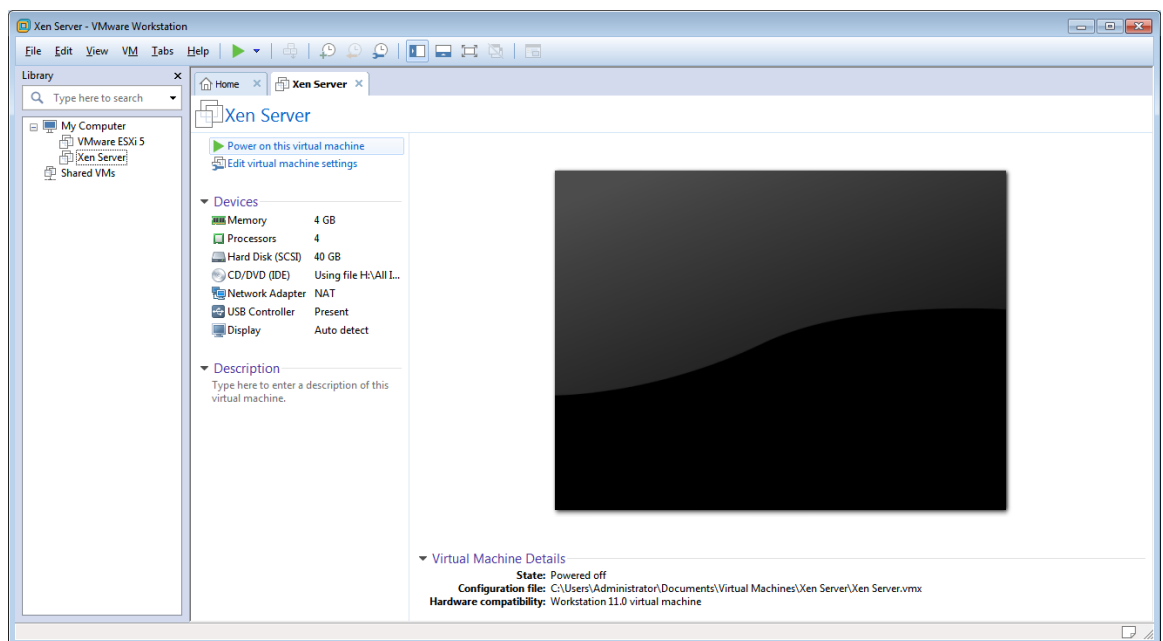 Xen Server - VMware Workstation
File Edit View VM Tabs Help
Library
Type here to search
My Computer
VMware ESXi 5
Xen Server
Shared VMs
Home Xen Server
Xen Server
Power on this virtual machine
Edit virtual machine settings
Devices
Memory 4 GB
Processors 4
Hard Disk (SCSI) 40 GB
CD/DVD (IDE) Using file H:\All I...
Network Adapter NAT
USB Controller Present
Display Auto detect
Description
Type here to enter a description of this
virtual machine.
Virtual Machine Details
State: Powered off
Configuration file: C:\Users\Administrator\Documents\Virtual Machines\Xen Server\Xen Server.vmx
Hardware compatibility: Workstation 11.0 virtual machine